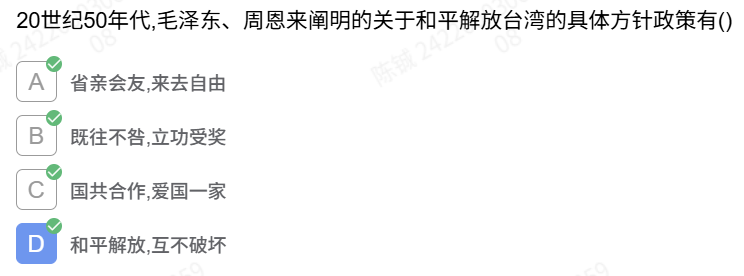 20世纪50年代,毛泽东、周恩来阐明的关于和平解放台湾的具体方针政策有()
A 省亲会友,来去自由
B 既往不咎,立功受奖
C 国共合作,爱国一家
D 和平解放,互不破坏